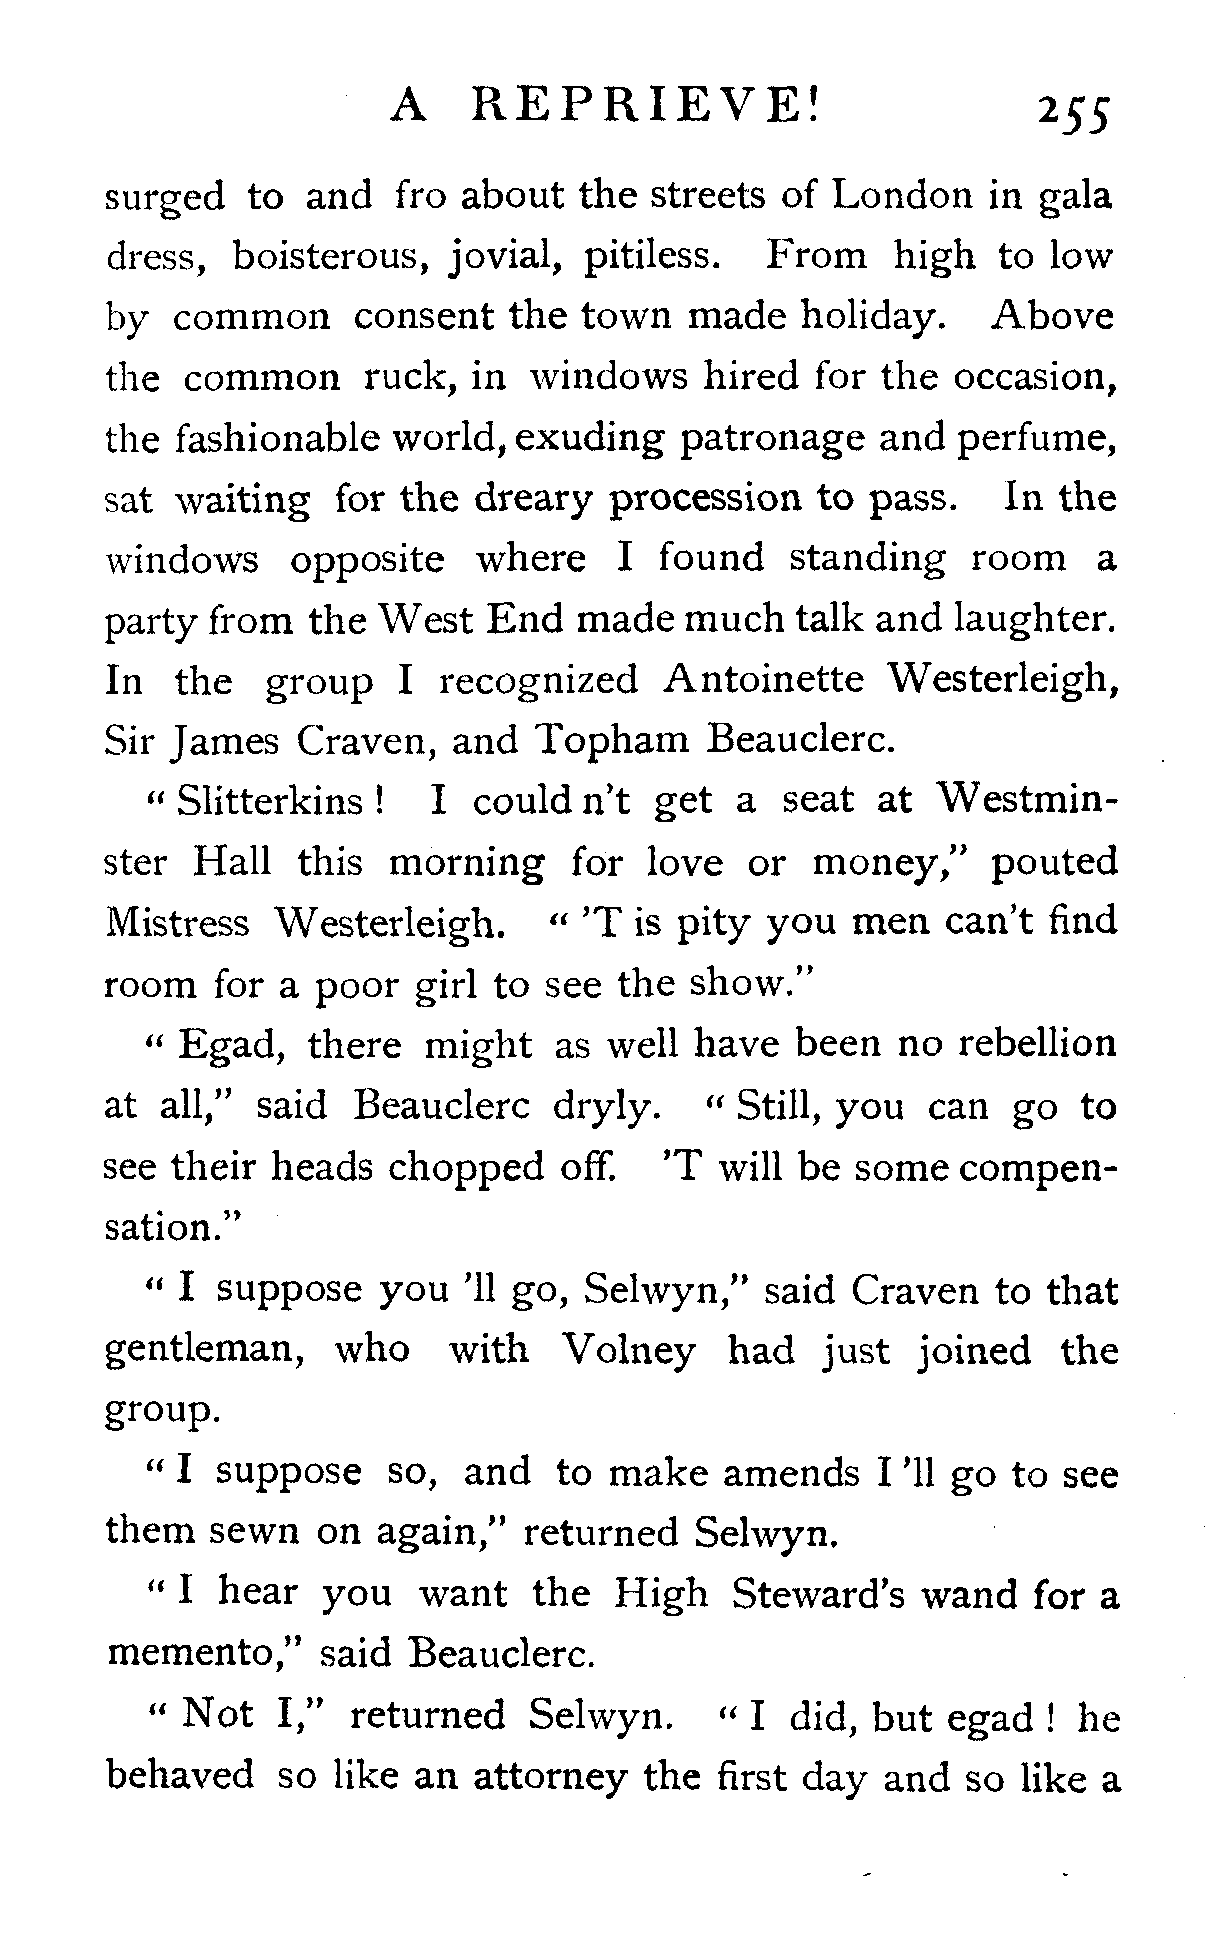 A REPRIEVE! 255
surged to and fro about the streets of London in gala
dress, boisterous, jovial, pitiless. From high to low
by common consent the town made holiday. Above
the common ruck, in windows hired for the occasion,
the fashionable world, exuding patronage and perfume,
sat waiting for the dreary procession to pass. In the
windows opposite where I found standing room a
party from the West End made much talk and laughter.
In the group I recognized Antoinette Westerleigh,
Sir James Craven, and Topham Beauclerc.
“ Slitterkins ! I could n’t get a seat at Westmin-
ster Hall this morning for love or money,” pouted
Mistress Westerleigh. “ ’T is pity you men can’t find
room for a poor girl to see the show.”
“ Egad, there might as well have been no rebellion
at all,” said Beauclerc dryly. “ Still, you can go to
see their heads chopped off. ’T will be some compen-
sation.”
“ I suppose you ’ll go, Selwyn,” said Craven to that
gentleman, who with Volney had just joined the
group.
“ I suppose so, and to make amends I ’ll go to see
them sewn on again,” returned Selwyn.
“ I hear you want the High Steward’s wand for a
memento,” said Beauclerc.
“ Not I,” returned Selwyn. “ I did, but egad ! he
behaved so like an attorney the first day and so like a